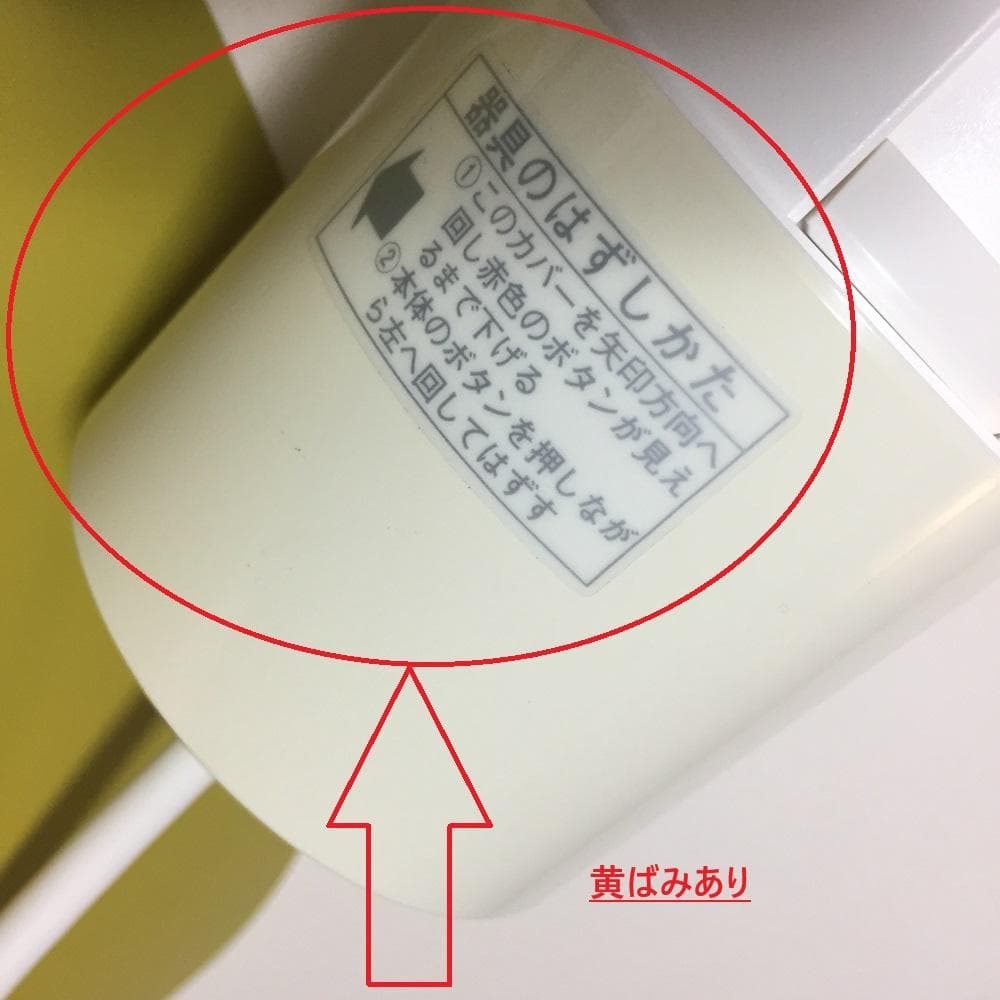 器具のはずしかた
①このカバーを矢印方向へ
回し赤色のボタンが見え
るまで下げる
②本体のボタンを押しなが
ら左へ回してはずす
黄ばみあり